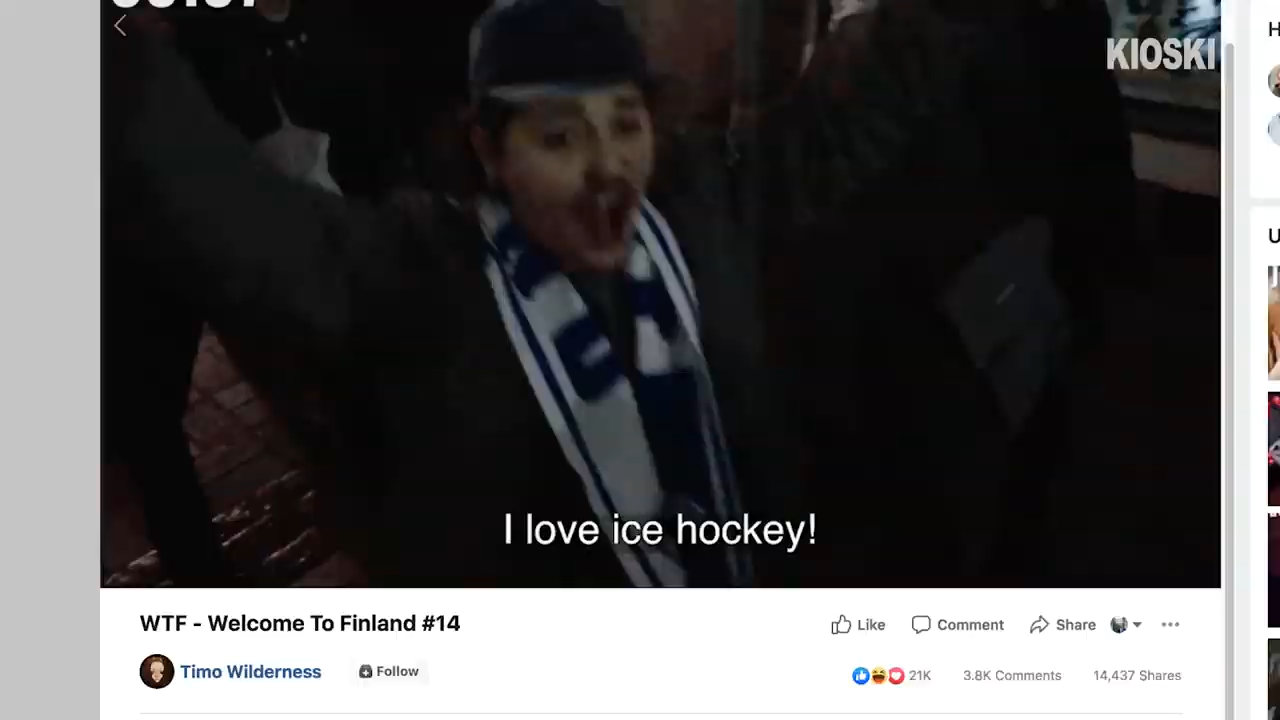 KIOSKI
I love ice hockey!
WTF - Welcome To Finland #14
Like
Comment
Share
Timo Wilderness
Follow
21K
3.8K Comments
14,437 Shares
H
U